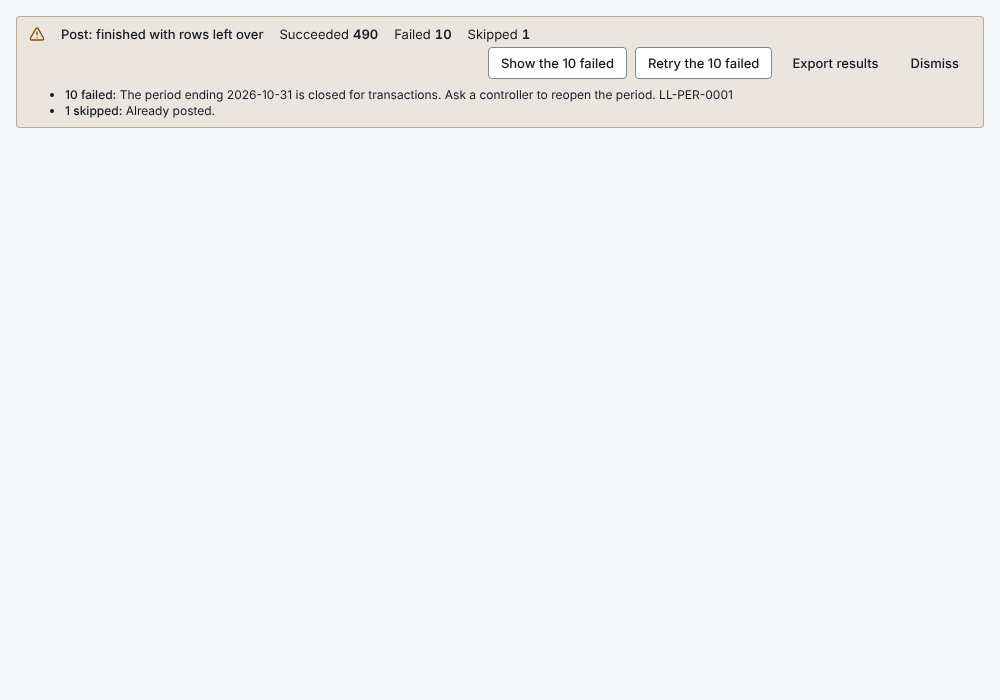 Post: finished with rows left over Succeeded 490 Failed 10 Skipped 1
Show the 10 failed Retry the 10 failed Export results Dismiss
• 10 failed: The period ending 2026-10-31 is closed for transactions. Ask a controller to reopen the period. LL-PER-0001
• 1 skipped: Already posted.